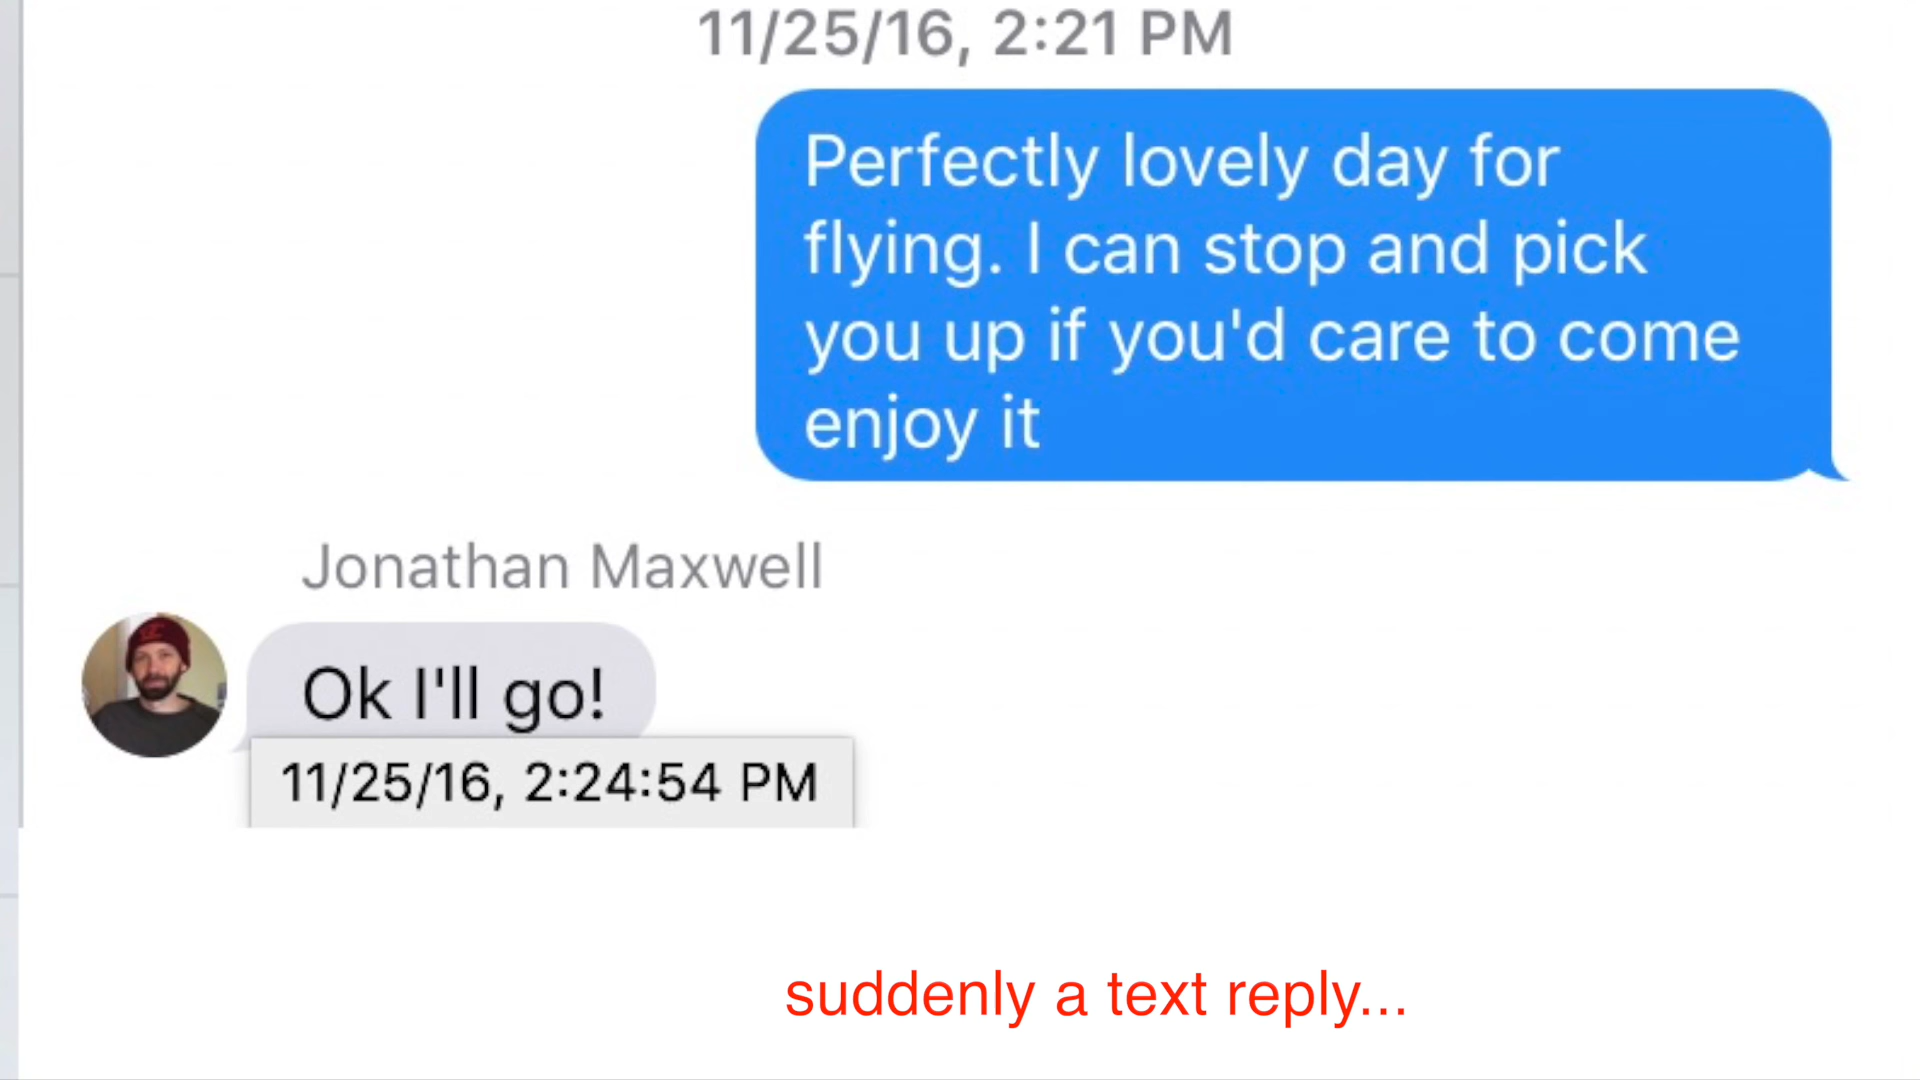 11/25/16, 2:21 PM
Perfectly lovely day for
flying. I can stop and pick
you up if you'd care to come
enjoy it
Jonathan Maxwell
Ok I'll go!
11/25/16, 2:24:54 PM
suddenly a text reply...